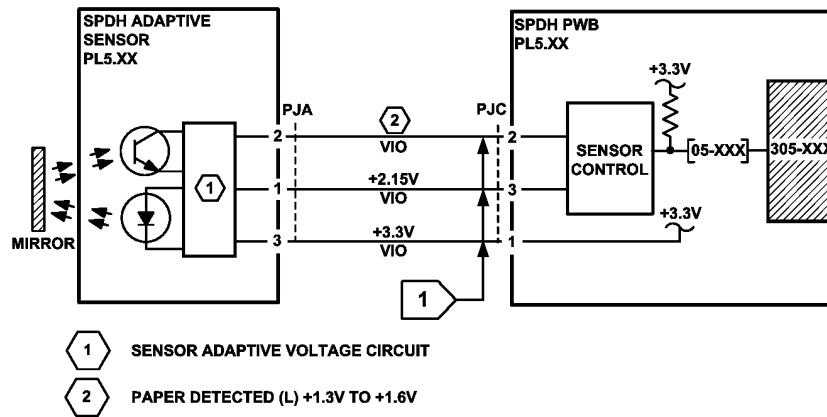 SPDH ADAPTIVE
SENSOR
PL5.XX
SPDH PWB
PL5.XX
+3.3V
PJA
2
PJC
2
VIO
2
SENSOR
CONTROL
05-XXX
305-XXX
1
1
+2.15V
VIO
3
MIRROR
3
+3.3V
VIO
1
+3.3V
1
1 SENSOR ADAPTIVE VOLTAGE CIRCUIT
2 PAPER DETECTED (L) +1.3V TO +1.6V